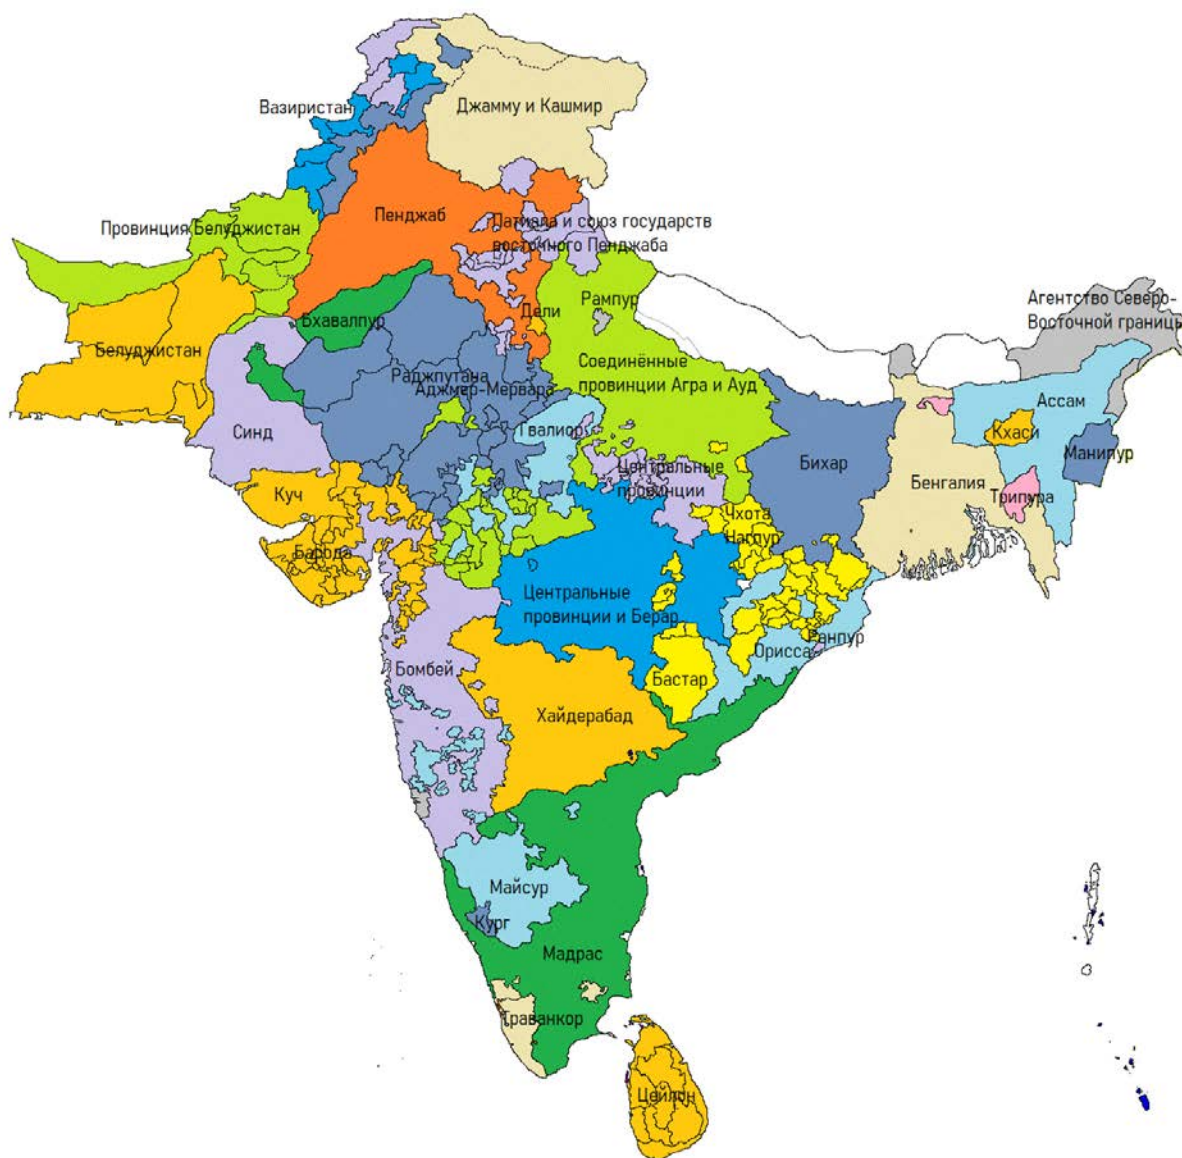 Джамму и Кашмир
Вазиристан
Пенджаб
Патиала и союз государств
восточного Пенджаба
Провинция Белуджистан
Агентство Северо-
Восточной границы
Рампур
Дели
Бхавалпур
Белуджистан
Соединённые
провинции Агра и Ауд
Раджпутана
Аджмер-Мервара
Ассам
Синд
Гвалиор
Кхаси
Манипур
Центральные
провинции
Бихар
Бенгалия
Куч
Трипура
Чхота
Нагпур
Барода
Центральные
провинции и Берар
Ранпур
Орисса
Бомбей
Бастар
Хайдерабад
Майсур
Кург
Мадрас
Траванкор
Цейлон